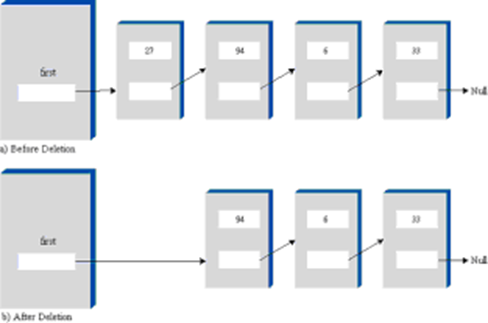 first
27
94
6
33
Null
a) Before Deletion
first
94
6
33
Null
b) After Deletion